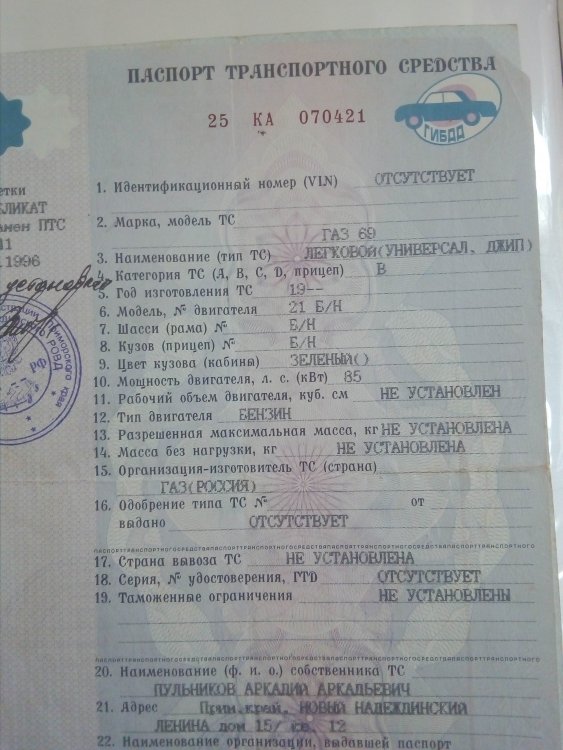 ПАСПОРТ ТРАНСПОРТНОГО СРЕДСТВА
25 КА 070421
ГИБДД
етки
БЛИКАТ
амен ПТС
11
.1996
1. Идентификационный номер (VIN) ОТСУТСТВУЕТ
2. Марка, модель ТС
ГАЗ 69
3. Наименование (тип ТС) ЛЕГКОВОЙ(УНИВЕРСАЛ, ДЖИП)
4. Категория ТС (A, B, C, D, прицеп) B
5. Год изготовления ТС 19--
6. Модель, № двигателя 21 Б/Н
7. Шасси (рама) № Б/Н
8. Кузов (прицеп) № Б/Н
9. Цвет кузова (кабины) ЗЕЛЕНЫЙ()
10. Мощность двигателя, л. с. (кВт) 85
11. Рабочий объем двигателя, куб. см НЕ УСТАНОВЛЕН
12. Тип двигателя БЕНЗИН
13. Разрешенная максимальная масса, кг НЕ УСТАНОВЛЕНА
14. Масса без нагрузки, кг НЕ УСТАНОВЛЕНА
15. Организация-изготовитель ТС (страна)
ГАЗ(РОССИЯ)
16. Одобрение типа ТС № от
выдано ОТСУТСТВУЕТ
17. Страна вывоза ТС НЕ УСТАНОВЛЕНА
18. Серия, № удостоверения, ГТД ОТСУТСТВУЕТ
19. Таможенные ограничения НЕ УСТАНОВЛЕНЫ
20. Наименование (ф. и. о.) собственника ТС
ПУЛЬНИКОВ АРКАДИЙ АРКАДЬЕВИЧ
21. Адрес Прим.край, НОВЫЙ НАДЕЖДИНСКИЙ
ЛЕНИНА дом 15/ кв. 12
22. Наименование организации, выдавшей паспорт